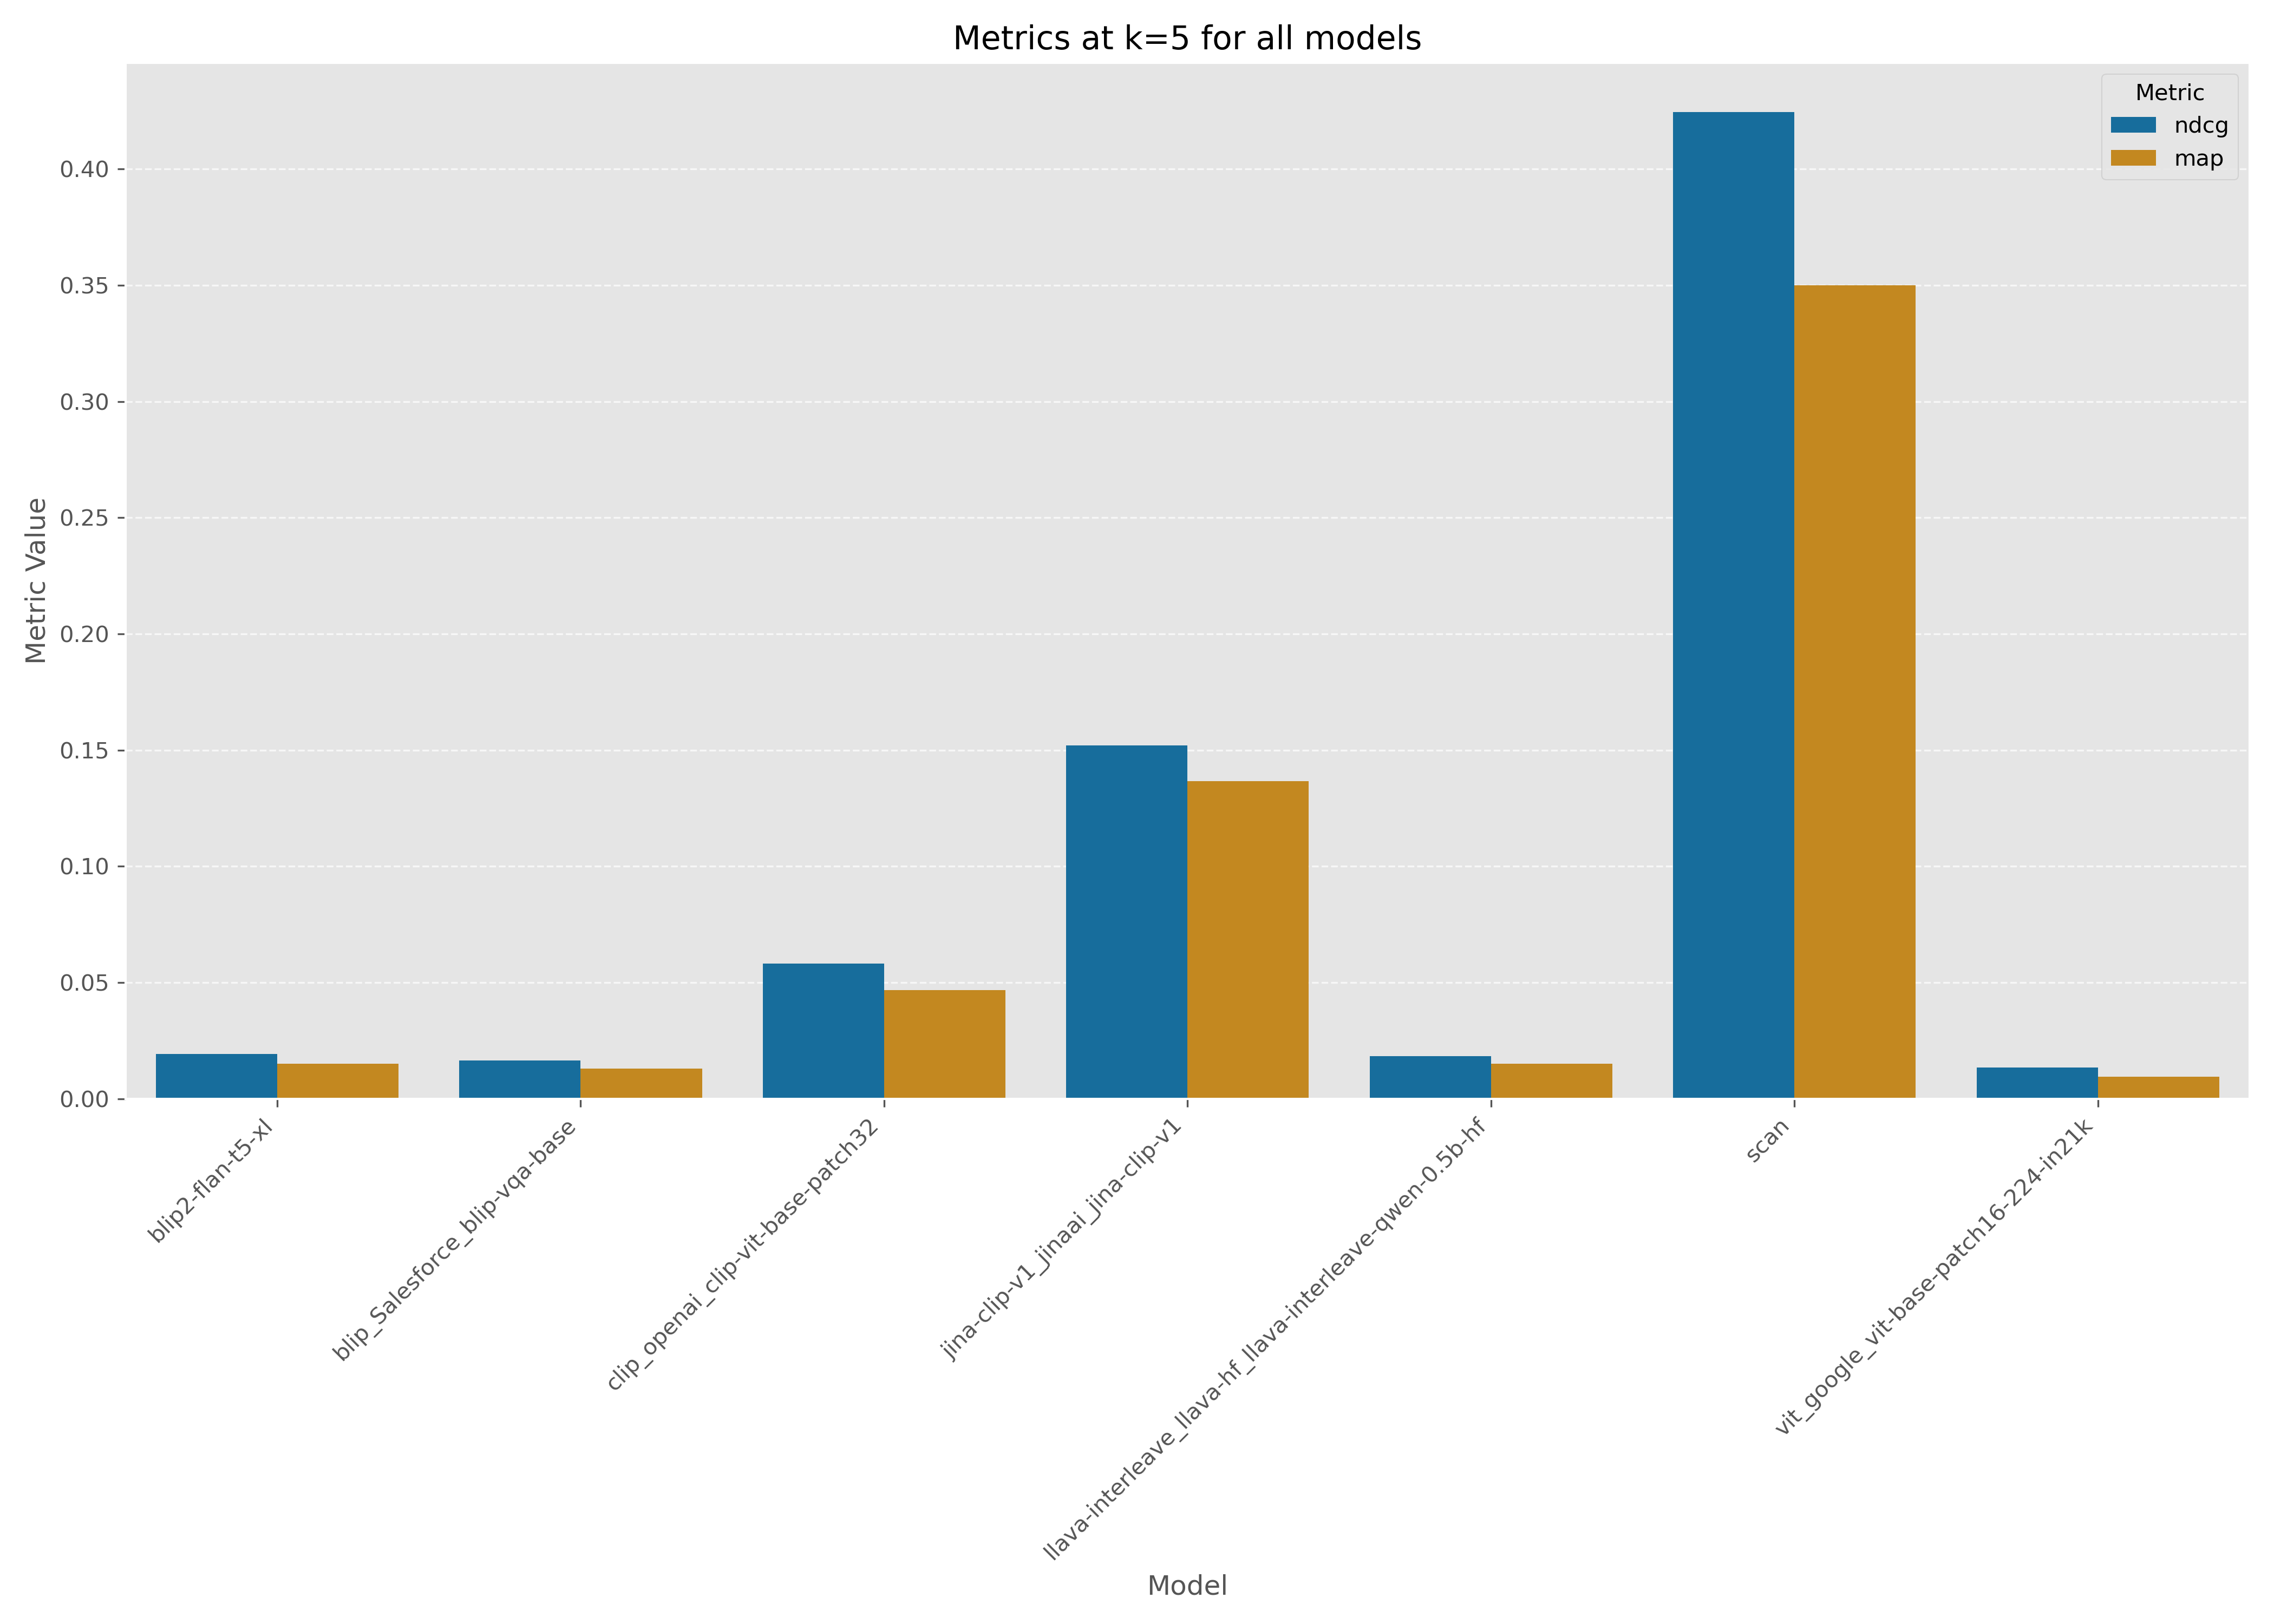 Metrics at k=5 for all models
Metric
ndcg
map
Metric Value
0.40
0.35
0.30
0.25
0.20
0.15
0.10
0.05
0.00
blip2-flan-t5-xl
blip_Salesforce_blip-vqa-base
clip_openai_clip-vit-base-patch32
jina-clip-v1_jinaai_jina-clip-v1
llava-interleave_llava-hf_llava-interleave-qwen-0.5b-hf
scan
vit_google_vit-base-patch16-224-in21k
Model